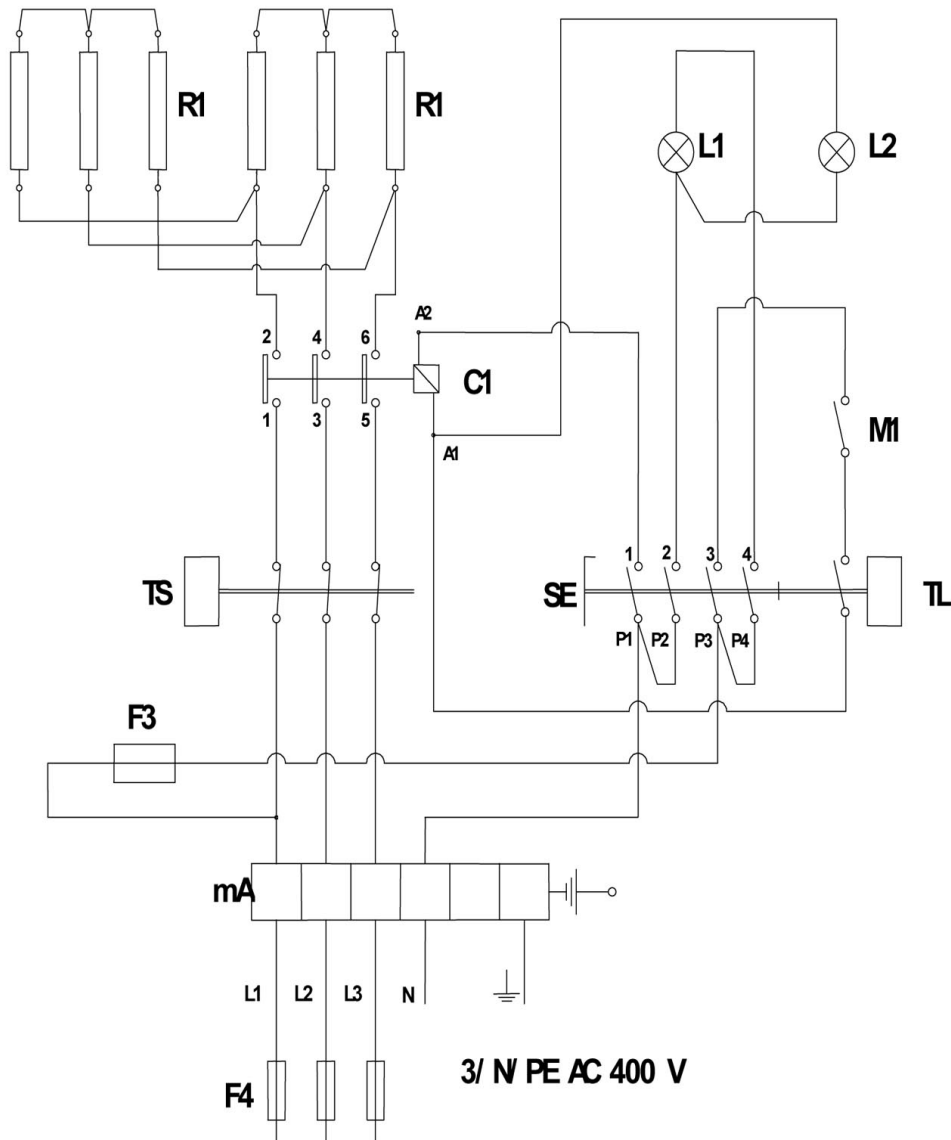 R1 R1 L1 L2
A2
2 4 6
C1
1 3 5
A1
M1
1 2 3 4
TS SE TL
P1 P2 P3 P4
F3
mA
L1 L2 L3 N
F4
3/ N/ PE AC 400 V